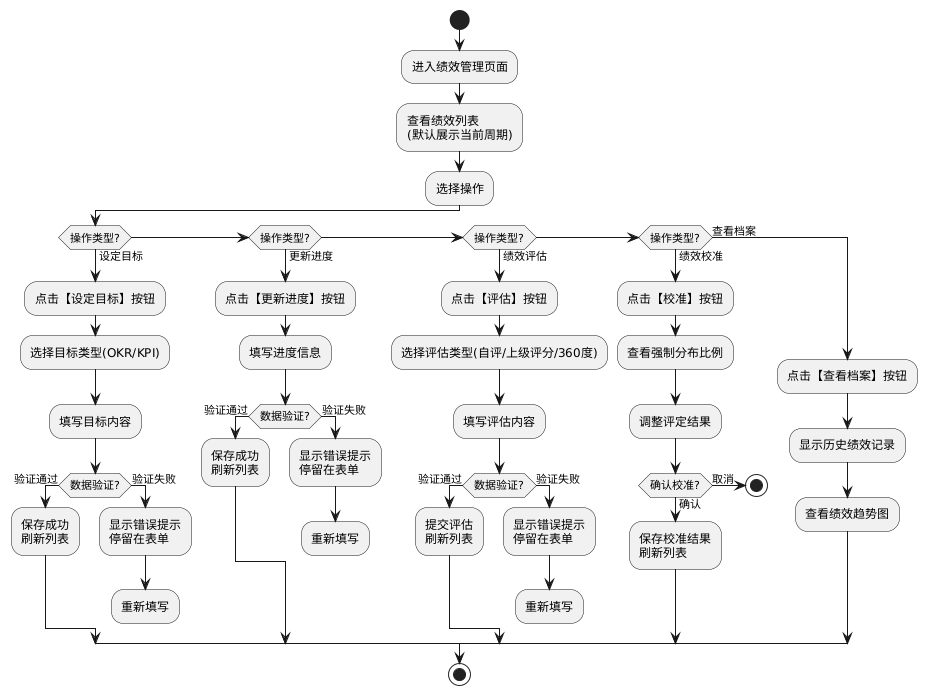 进入绩效管理页面
查看绩效列表
(默认展示当前周期)
选择操作
操作类型?
设定目标
点击【设定目标】按钮
选择目标类型(OKR/KPI)
填写目标内容
验证通过
数据验证?
验证失败
保存成功
刷新列表
显示错误提示
停留在表单
重新填写
操作类型?
更新进度
点击【更新进度】按钮
填写进度信息
验证通过
数据验证?
验证失败
保存成功
刷新列表
显示错误提示
停留在表单
重新填写
操作类型?
绩效评估
点击【评估】按钮
选择评估类型(自评/上级评分/360度)
填写评估内容
验证通过
数据验证?
验证失败
提交评估
刷新列表
显示错误提示
停留在表单
重新填写
操作类型?
绩效校准
点击【校准】按钮
查看强制分布比例
调整评定结果
确认校准?
取消
确认
保存校准结果
刷新列表
查看档案
点击【查看档案】按钮
显示历史绩效记录
查看绩效趋势图